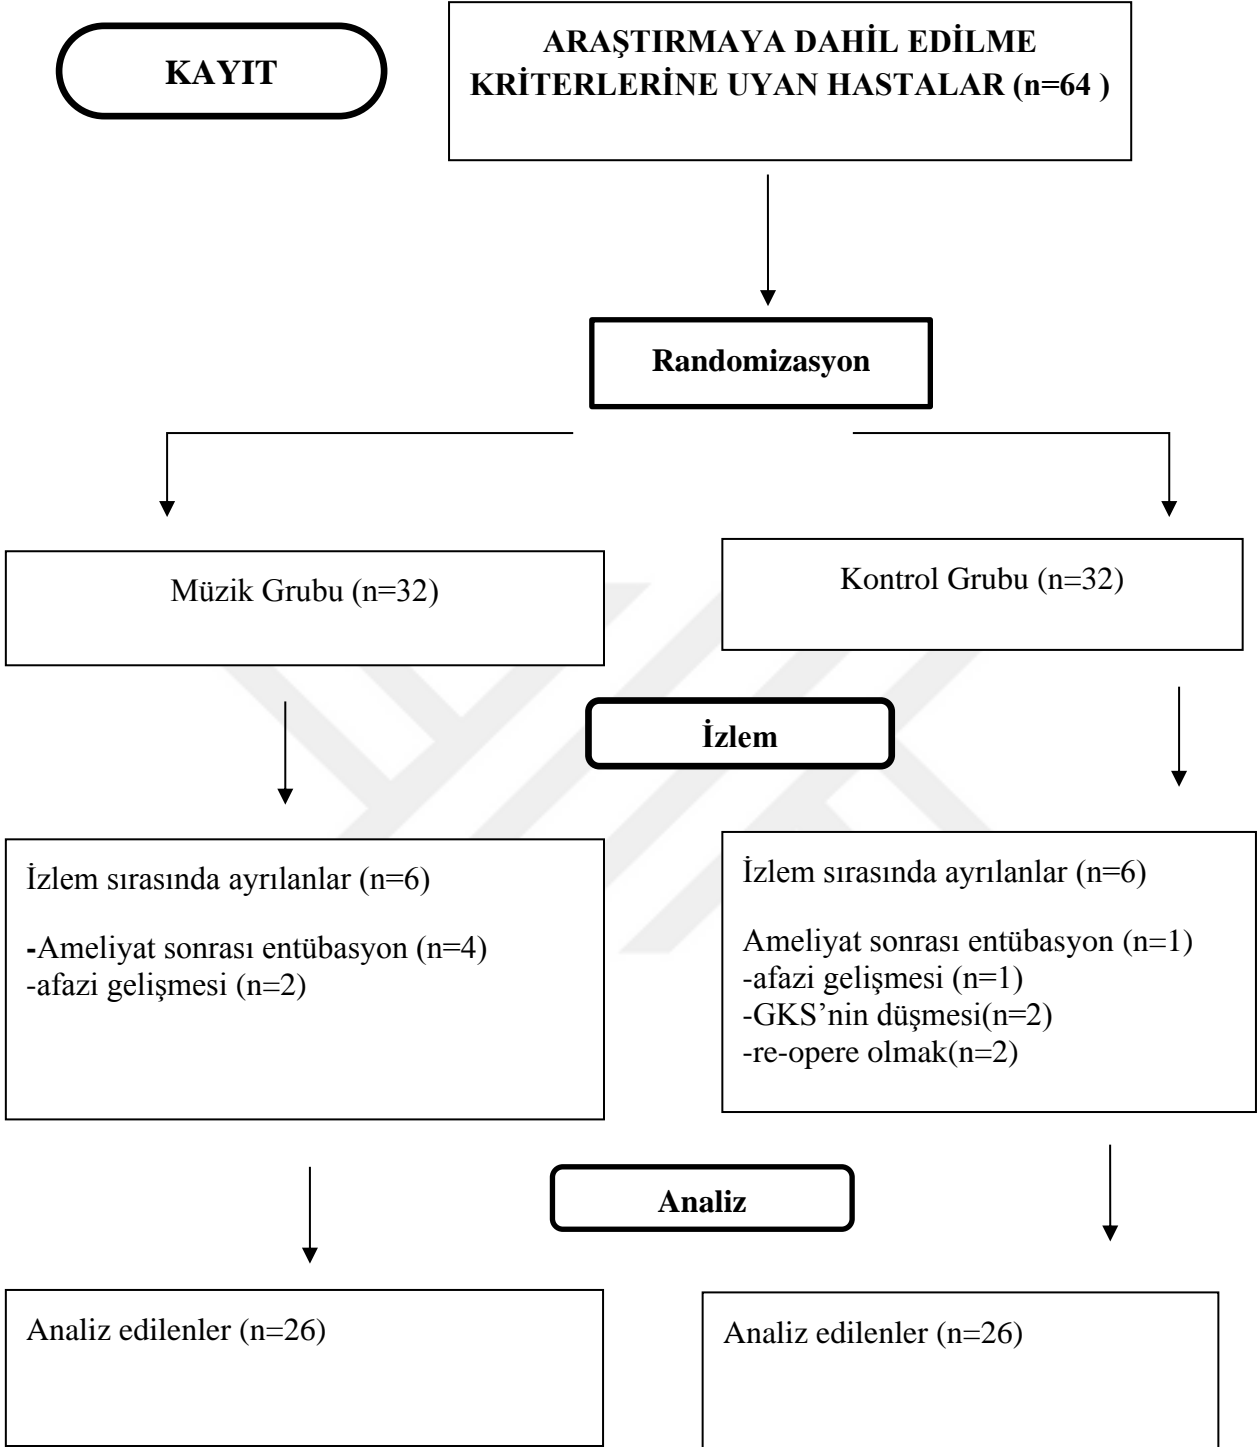 KAYIT
ARAŞTIRMAYA DAHİL EDİLME
KRİTERLERİNE UYAN HASTALAR (n=64 )
Randomizasyon
Müzik Grubu (n=32)
Kontrol Grubu (n=32)
İzlem
İzlem sırasında ayrılanlar (n=6)
-Ameliyat sonrası entübasyon (n=4)
-afazi gelişmesi (n=2)
İzlem sırasında ayrılanlar (n=6)
Ameliyat sonrası entübasyon (n=1)
-afazi gelişmesi (n=1)
-GKS’nin düşmesi(n=2)
-re-opere olmak(n=2)
Analiz
Analiz edilenler (n=26)
Analiz edilenler (n=26)